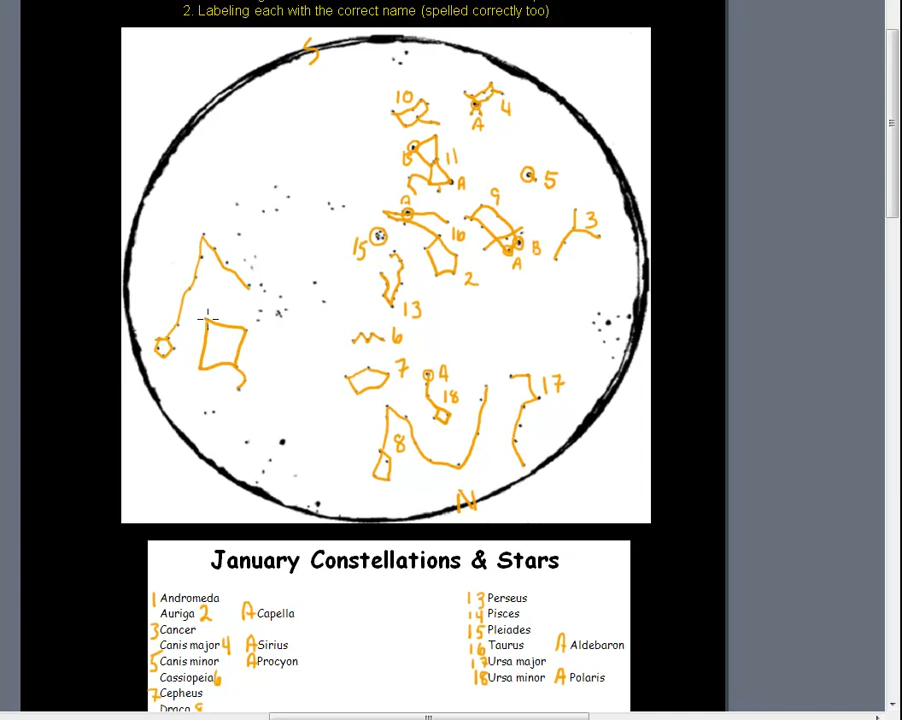 2. Labeling each with the correct name (spelled correctly too)
S
10
4
A
B
11
A
5
9
A
3
16
15
B
A
2
13
6
7
A
17
18
8
N
January Constellations & Stars
1 Andromeda
Auriga 2 A Capella
3 Cancer
Canis major 4 A Sirius
5 Canis minor A Procyon
Cassiopeia 6
7 Cepheus
Draco 8
13 Perseus
14 Pisces
15 Pleiades
16 Taurus A Aldebaron
17 Ursa major
18 Ursa minor A Polaris